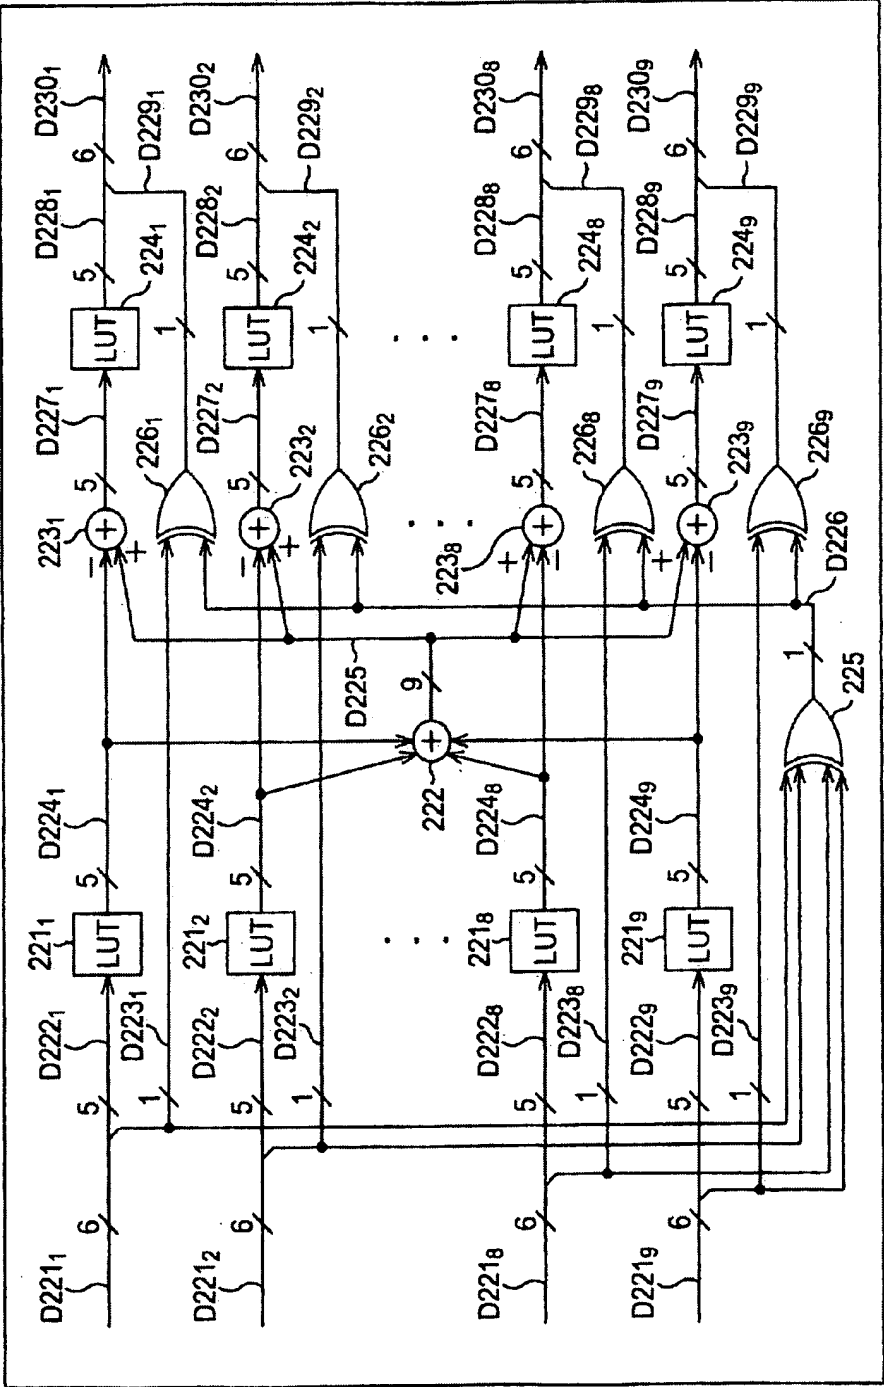 D221₁ 6 5 D222₁ 221₁ LUT 5 D224₁ 223₁ − + 5 D227₁ LUT 224₁ 5 D228₁ 6 D230₁
1 D223₁ 226₁ 1 D229₁
D221₂ 6 5 D222₂ 221₂ LUT 5 D224₂ − + 223₂ 5 D227₂ LUT 224₂ 5 D228₂ 6 D230₂
1 D223₂ 226₂ 1 D229₂
. . . 222 + 9 D225 . . . . . .
D221₈ 6 5 D222₈ 221₈ LUT 5 D224₈ 223₈ + − 5 D227₈ LUT 224₈ 5 D228₈ 6 D230₈
1 D223₈ 226₈ 1 D229₈
D221₉ 6 5 D222₉ 221₉ LUT 5 D224₉ + − 223₉ 5 D227₉ LUT 224₉ 5 D228₉ 6 D230₉
1 D223₉ 226₉ 1 D229₉
225 1 D226